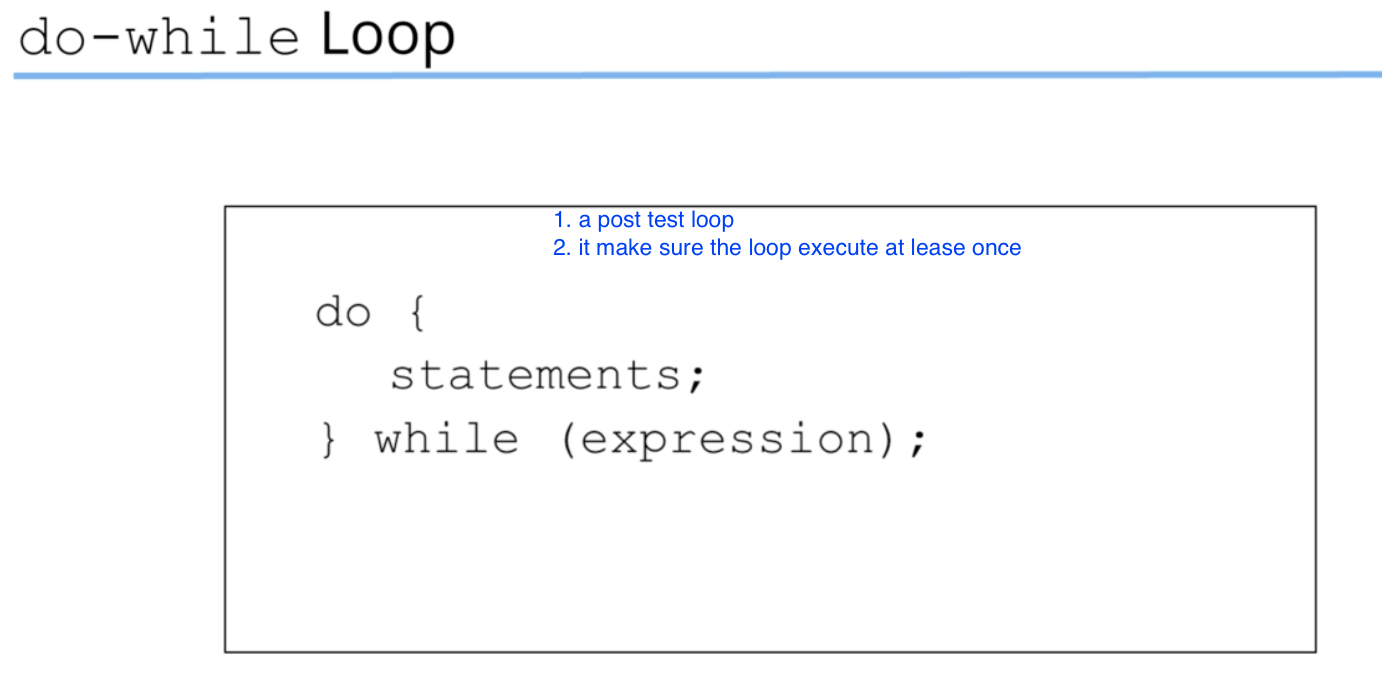 do-while Loop
1. a post test loop
2. it make sure the loop execute at lease once
do {
statements;
} while (expression);